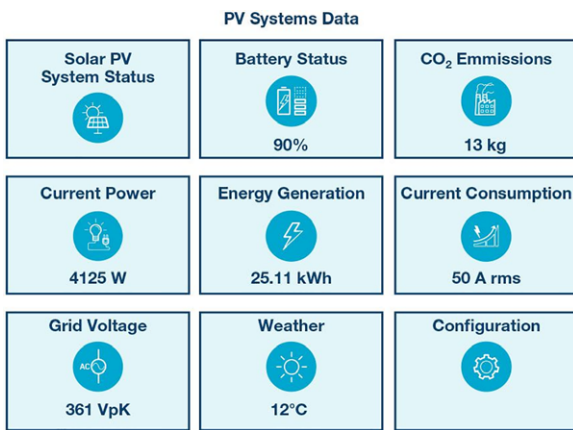 PV Systems Data
Solar PV
System Status
Battery Status
90%
CO₂ Emmissions
13 kg
Current Power
4125 W
Energy Generation
25.11 kWh
Current Consumption
50 A rms
Grid Voltage
AC
361 VpK
Weather
12°C
Configuration